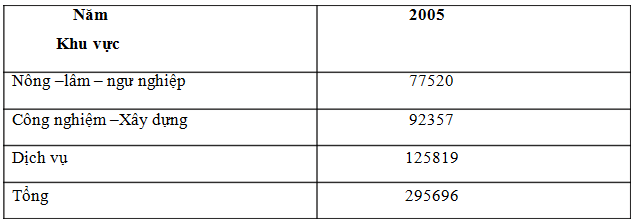 Năm 2005
Khu vực
Nông –lâm – ngư nghiệp 77520
Công nghiệm –Xây dựng 92357
Dịch vụ 125819
Tổng 295696